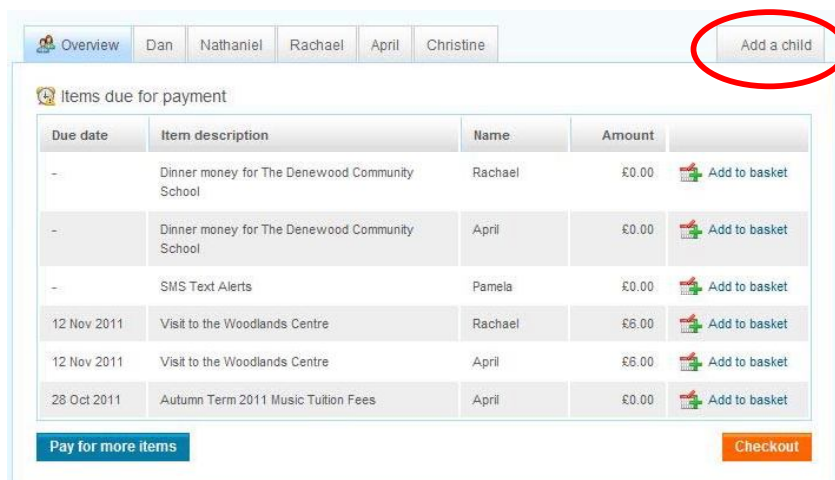 Overview Dan Nathaniel Rachael April Christine Add a child
Items due for payment
Due date Item description Name Amount
- Dinner money for The Denewood Community School Rachael £0.00 Add to basket
- Dinner money for The Denewood Community School April £0.00 Add to basket
- SMS Text Alerts Pamela £0.00 Add to basket
12 Nov 2011 Visit to the Woodlands Centre Rachael £6.00 Add to basket
12 Nov 2011 Visit to the Woodlands Centre April £6.00 Add to basket
28 Oct 2011 Autumn Term 2011 Music Tuition Fees April £0.00 Add to basket
Pay for more items Checkout